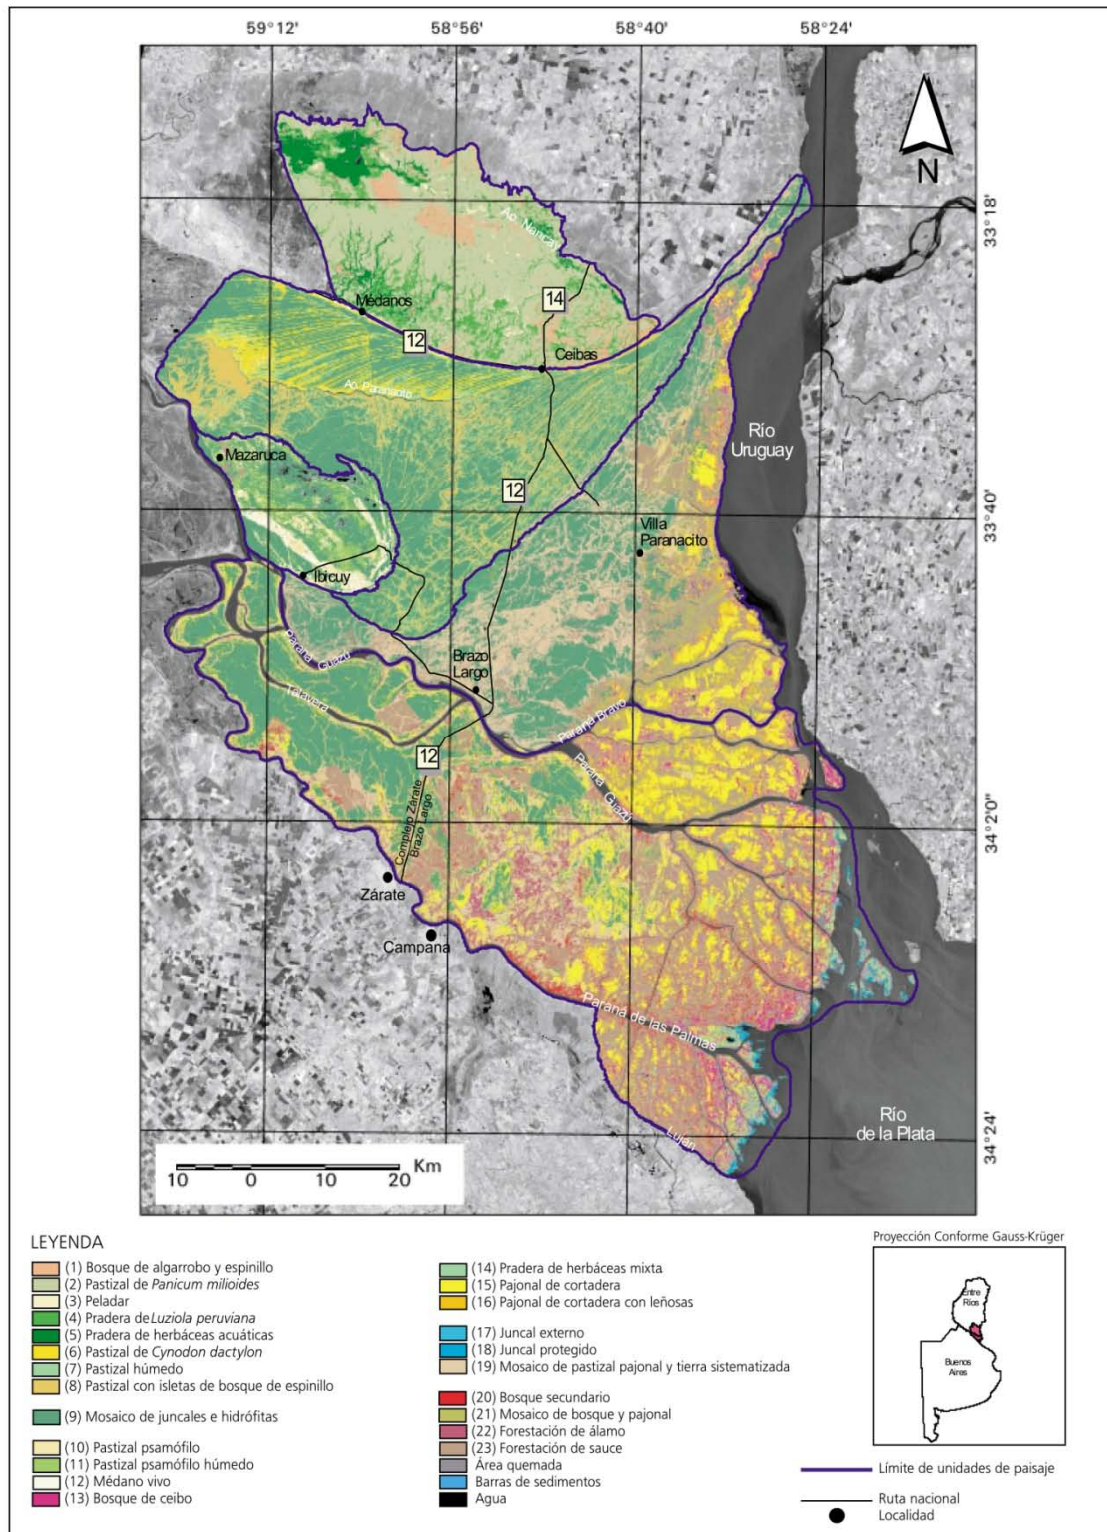 59°12'
58°56'
58°40'
58°24'
N
33°18'
Ao. Ñancay
14
Médanos
12
Ceibas
Ao. Paranacito
Mazaruca
Río
Uruguay
12
33°40'
Villa
Paranacito
Ibicuy
Paraná Guazú
Brazo
Largo
Talavera
Paraná Bravo
12
Paraná Guazú
Complejo Zárate
Brazo Largo
34°2'0"
Zárate
Campana
Paraná de las Palmas
Río
de la Plata
Luján
34°24'
10 0 10 20 Km
LEYENDA
(1) Bosque de algarrobo y espinillo
(2) Pastizal de Panicum milioides
(3) Peladar
(4) Pradera de Luziola peruviana
(5) Pradera de herbáceas acuáticas
(6) Pastizal de Cynodon dactylon
(7) Pastizal húmedo
(8) Pastizal con isletas de bosque de espinillo
(9) Mosaico de juncales e hidrófitas
(10) Pastizal psamófilo
(11) Pastizal psamófilo húmedo
(12) Médano vivo
(13) Bosque de ceibo
(14) Pradera de herbáceas mixta
(15) Pajonal de cortadera
(16) Pajonal de cortadera con leñosas
(17) Juncal externo
(18) Juncal protegido
(19) Mosaico de pastizal pajonal y tierra sistematizada
(20) Bosque secundario
(21) Mosaico de bosque y pajonal
(22) Forestación de álamo
(23) Forestación de sauce
Área quemada
Barras de sedimentos
Agua
Proyección Conforme Gauss-Krüger
Entre
Ríos
Buenos
Aires
Límite de unidades de paisaje
Ruta nacional
Localidad